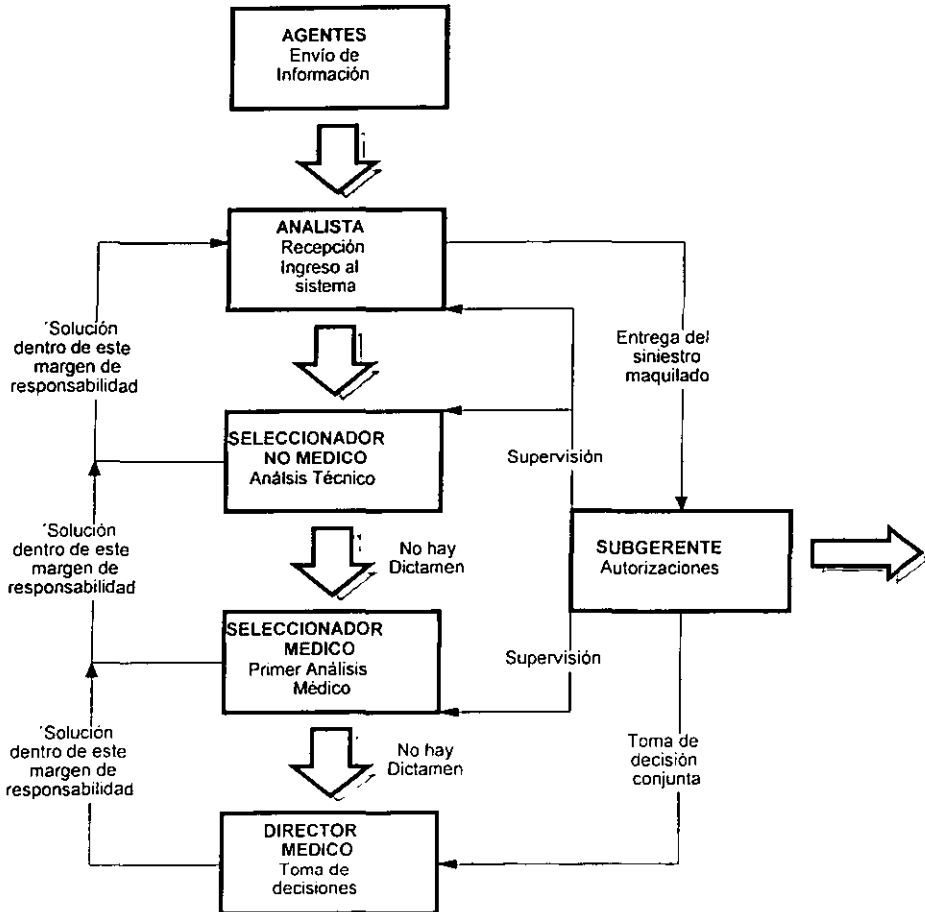 AGENTES
Envío de
Información
ANALISTA
Recepción
Ingreso al
sistema
´Solución
dentro de este
margen de
responsabilidad
Entrega del
siniestro
maquilado
SELECCIONADOR
NO MEDICO
Análsis Técnico
Supervisión
´Solución
dentro de este
margen de
responsabilidad
No hay
Dictamen
SUBGERENTE
Autorizaciones
SELECCIONADOR
MEDICO
Primer Análisis
Médico
Supervisión
´Solución
dentro de este
margen de
responsabilidad
No hay
Dictamen
Toma de
decisión
conjunta
DIRECTOR
MEDICO
Toma de
decisiones